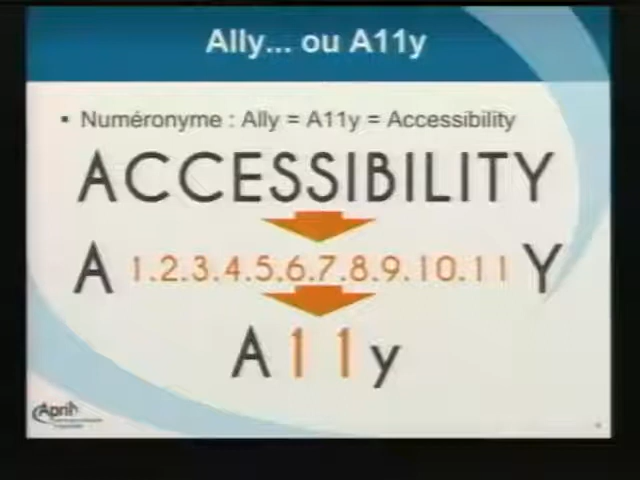 Ally... ou A11y
▪ Numéronyme : Ally = A11y = Accessibility
ACCESSIBILITY
A 1.2.3.4.5.6.7.8.9.10.11 Y
A11y
April